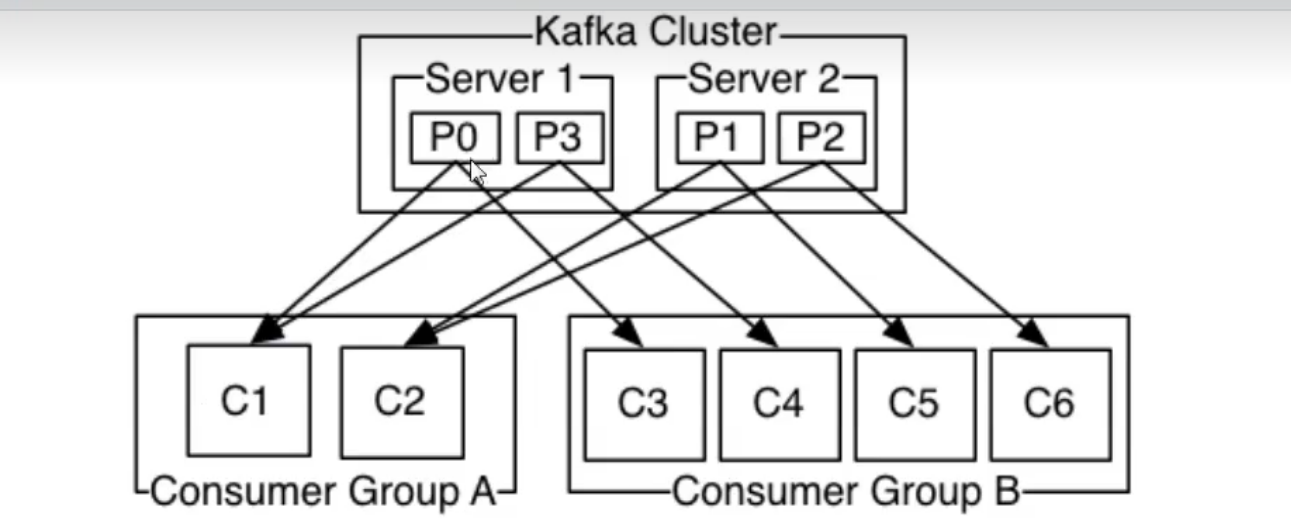 Kafka Cluster
Server 1 Server 2
P0 P3 P1 P2
C1 C2 C3 C4 C5 C6
Consumer Group A Consumer Group B